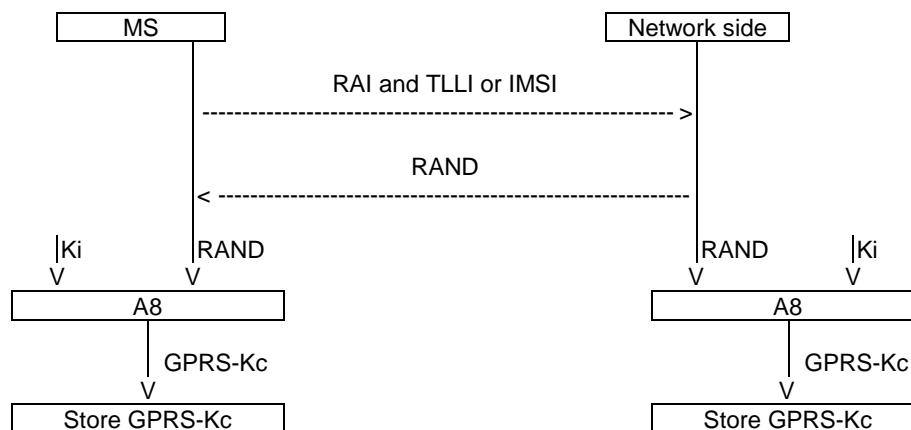 MS Network side
RAI and TLLI or IMSI
RAND
Ki RAND RAND Ki
A8 A8
GPRS-Kc GPRS-Kc
Store GPRS-Kc Store GPRS-Kc